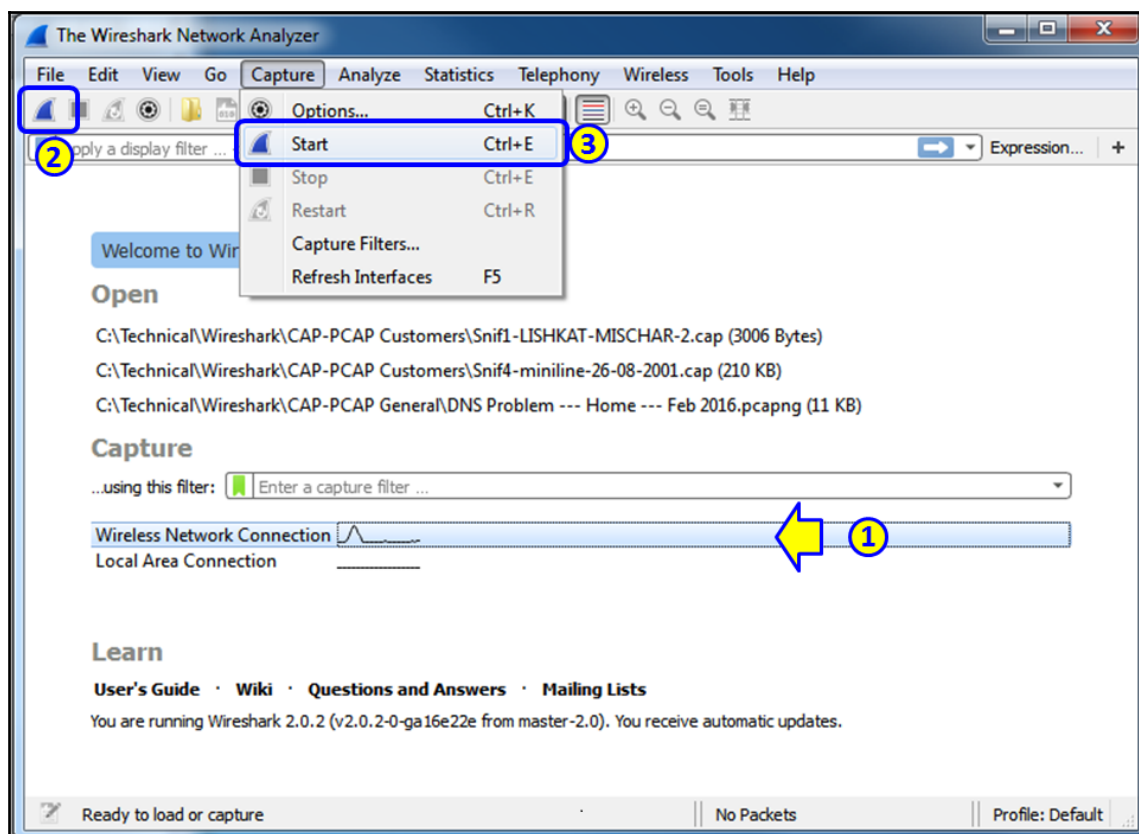 The Wireshark Network Analyzer
File Edit View Go Capture Analyze Statistics Telephony Wireless Tools Help
Options... Ctrl+K
2
ply a display filter ...
Start Ctrl+E
3
Expression... +
Stop Ctrl+E
Restart Ctrl+R
Capture Filters...
Refresh Interfaces F5
Welcome to Wir
Open
C:\Technical\Wireshark\CAP-PCAP Customers\Snif1-LISHKAT-MISCHAR-2.cap (3006 Bytes)
C:\Technical\Wireshark\CAP-PCAP Customers\Snif4-miniline-26-08-2001.cap (210 KB)
C:\Technical\Wireshark\CAP-PCAP General\DNS Problem --- Home --- Feb 2016.pcapng (11 KB)
Capture
...using this filter: Enter a capture filter ...
Wireless Network Connection
1
Local Area Connection
Learn
User's Guide · Wiki · Questions and Answers · Mailing Lists
You are running Wireshark 2.0.2 (v2.0.2-0-ga16e22e from master-2.0). You receive automatic updates.
Ready to load or capture No Packets Profile: Default